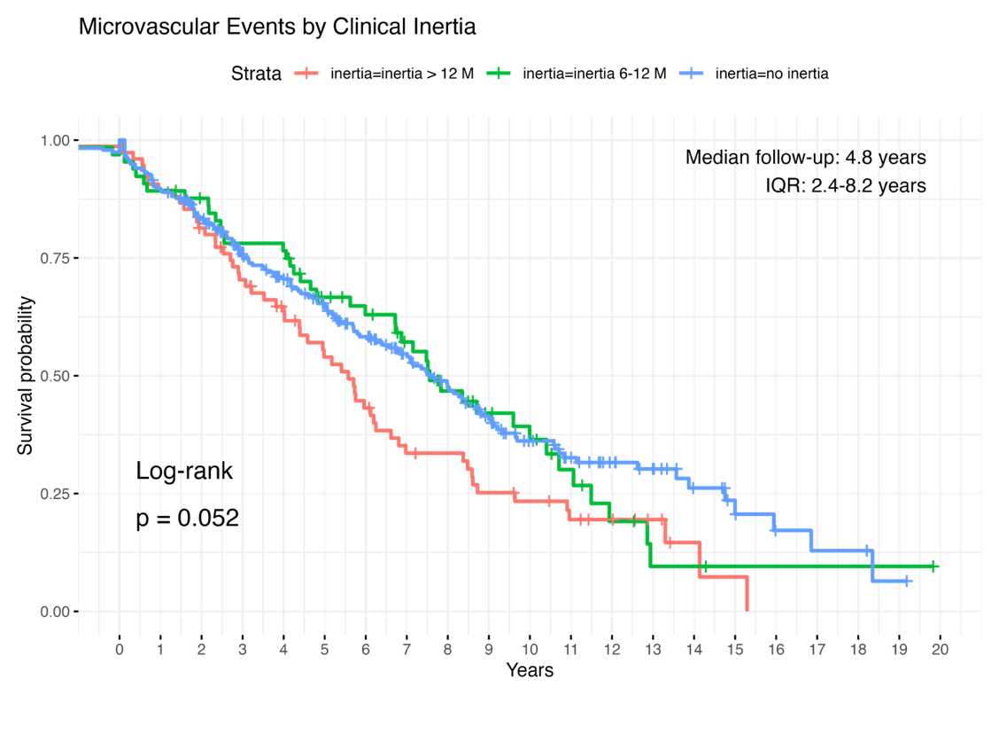 Microvascular Events by Clinical Inertia
Strata inertia=inertia > 12 M inertia=inertia 6-12 M inertia=no inertia
Median follow-up: 4.8 years
IQR: 2.4-8.2 years
Survival probability
1.00
0.75
0.50
0.25
0.00
Log-rank
p = 0.052
0 1 2 3 4 5 6 7 8 9 10 11 12 13 14 15 16 17 18 19 20
Years